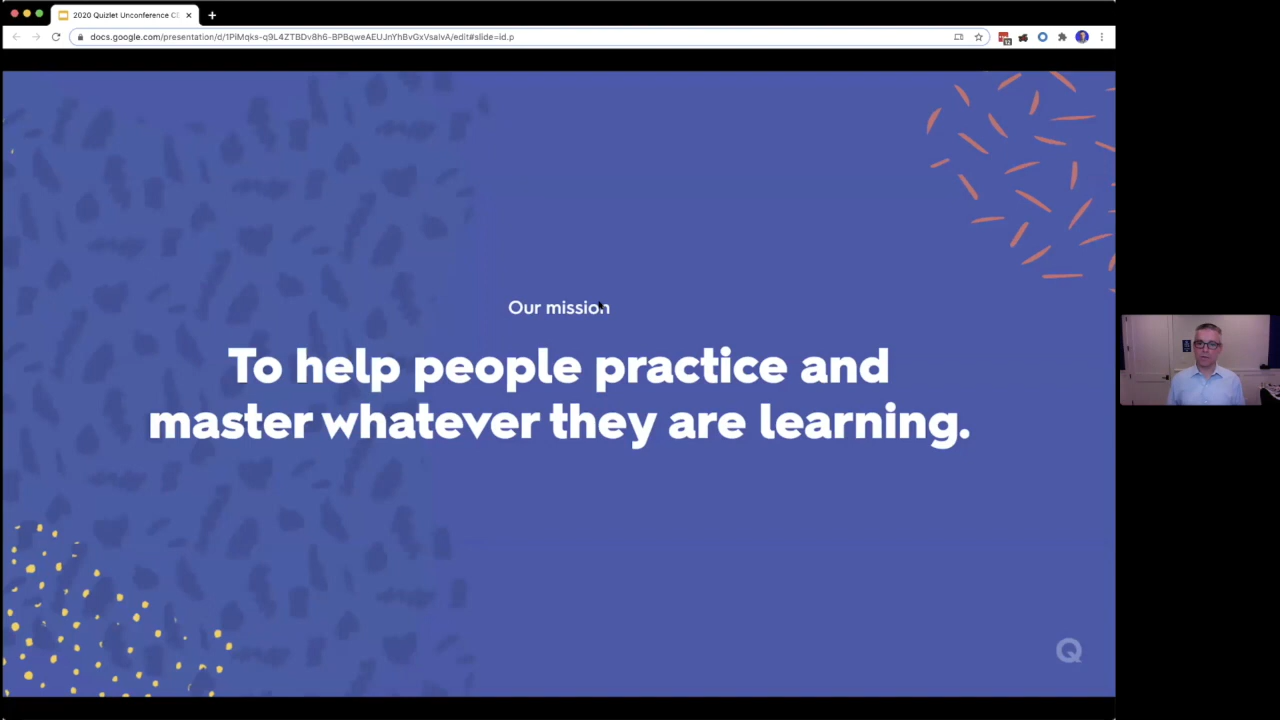 2020 Quizlet Unconference C
docs.google.com/presentation/d/1PiMqks-q9L4ZTBDv8h6-BPBqweAEUJnYhBvGxVsaIvA/edit#slide=id.p
Our mission
To help people practice and
master whatever they are learning.
Q